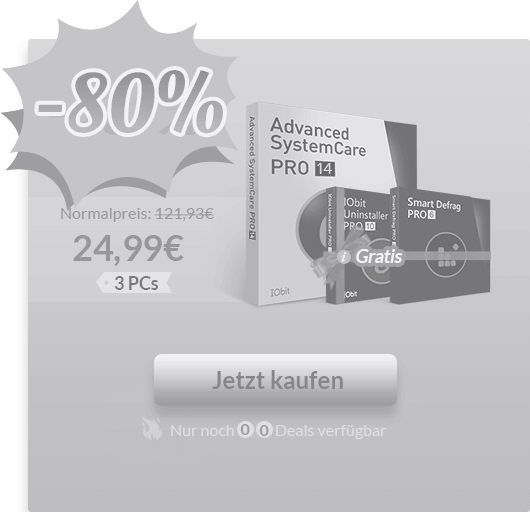 -80%
Normalpreis: 121,93€
24,99€
3 PCs
Advanced SystemCare PRO 14
Advanced
SystemCare
PRO 14
IObit
IObit Uninstaller PRO 10
IObit
Uninstaller
PRO 10
IObit
Smart Defrag PRO 6
Smart Defrag
PRO 6
i Gratis
Jetzt kaufen
Nur noch 0 0 Deals verfügbar